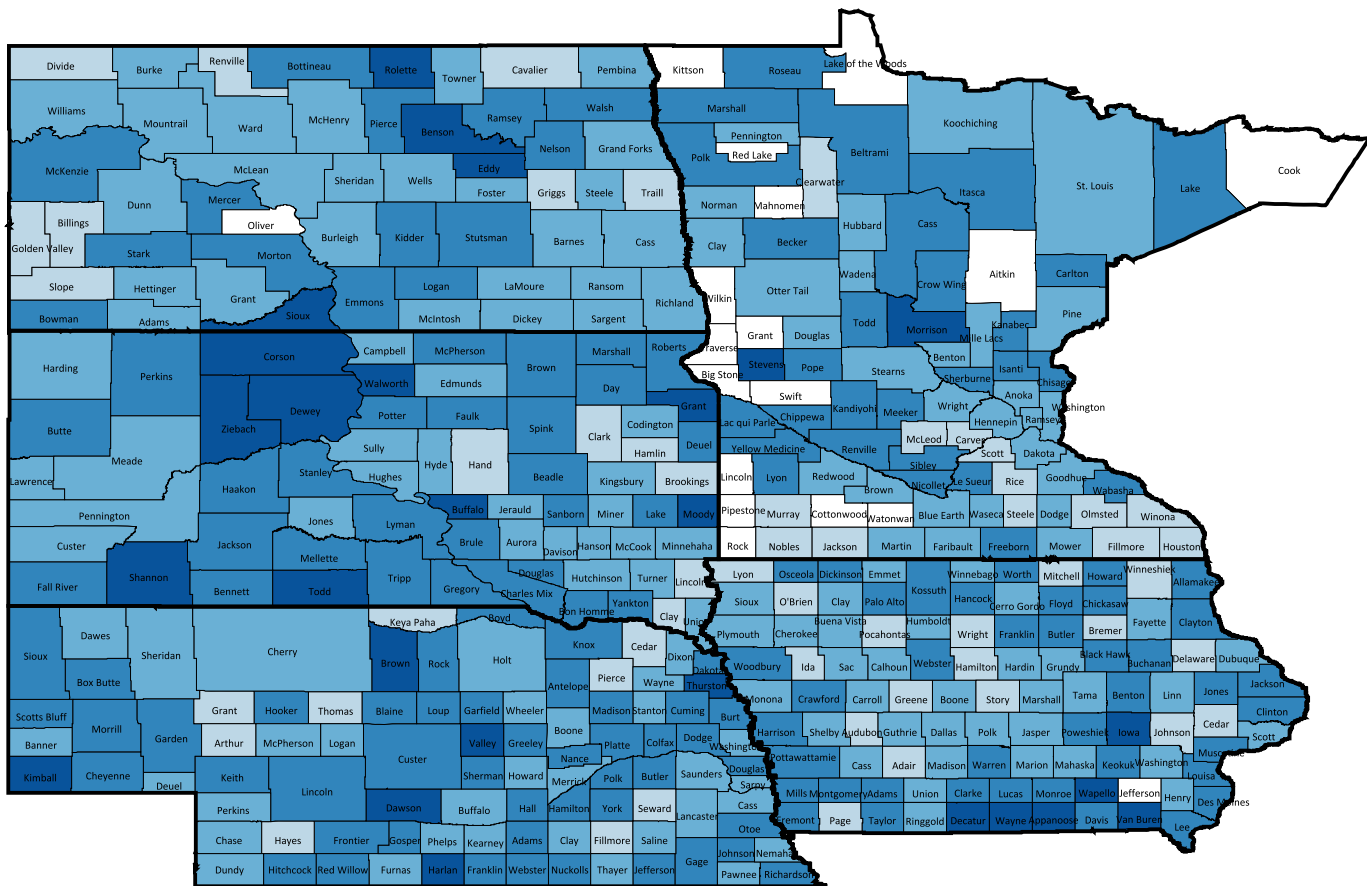 Divide
Burke
Renville
Bottineau
Rolette
Towner
Cavalier
Pembina
Williams
Mountrail
Ward
McHenry
Pierce
Benson
Ramsey
Walsh
McKenzie
McLean
Sheridan
Wells
Eddy
Nelson
Grand Forks
Dunn
Mercer
Oliver
Foster
Griggs
Steele
Traill
Golden Valley
Billings
Stark
Morton
Burleigh
Kidder
Stutsman
Barnes
Cass
Slope
Hettinger
Grant
Sioux
Emmons
Logan
LaMoure
Ransom
Richland
Bowman
Adams
McIntosh
Dickey
Sargent
Kittson
Roseau
Lake of the Woods
Marshall
Koochiching
Pennington
Red Lake
Polk
Clearwater
Beltrami
Itasca
St. Louis
Lake
Cook
Norman
Mahnomen
Hubbard
Cass
Clay
Becker
Wadena
Crow Wing
Aitkin
Carlton
Wilkin
Otter Tail
Todd
Morrison
Mille Lacs
Kanabec
Pine
Traverse
Grant
Douglas
Big Stone
Stevens
Pope
Stearns
Benton
Sherburne
Isanti
Chisago
Swift
Kandiyohi
Meeker
Wright
Anoka
Hennepin
Ramsey
Washington
Lac qui Parle
Chippewa
Yellow Medicine
Renville
McLeod
Carver
Scott
Dakota
Sibley
Lincoln
Lyon
Redwood
Brown
Nicollet
Le Sueur
Rice
Goodhue
Wabasha
Pipestone
Murray
Cottonwood
Watonwan
Blue Earth
Waseca
Steele
Dodge
Olmsted
Winona
Rock
Nobles
Jackson
Martin
Faribault
Freeborn
Mower
Fillmore
Houston
Harding
Perkins
Corson
Campbell
McPherson
Brown
Marshall
Roberts
Butte
Ziebach
Dewey
Walworth
Edmunds
Day
Grant
Meade
Potter
Faulk
Spink
Clark
Codington
Deuel
Hamlin
Lawrence
Haakon
Stanley
Sully
Hughes
Hyde
Hand
Beadle
Kingsbury
Brookings
Pennington
Jackson
Jones
Lyman
Buffalo
Jerauld
Sanborn
Miner
Lake
Moody
Custer
Mellette
Brule
Aurora
Davison
Hanson
McCook
Minnehaha
Fall River
Shannon
Bennett
Todd
Tripp
Gregory
Charles Mix
Douglas
Hutchinson
Turner
Lincoln
Bon Homme
Yankton
Clay
Union
Sioux
Dawes
Sheridan
Cherry
Keya Paha
Boyd
Brown
Rock
Holt
Knox
Cedar
Dixon
Dakota
Box Butte
Antelope
Pierce
Wayne
Thurston
Scotts Bluff
Morrill
Garden
Grant
Hooker
Thomas
Blaine
Loup
Garfield
Wheeler
Madison
Stanton
Cuming
Burt
Banner
Arthur
McPherson
Logan
Custer
Valley
Greeley
Boone
Platte
Colfax
Dodge
Washington
Kimball
Cheyenne
Deuel
Keith
Lincoln
Sherman
Howard
Nance
Merrick
Polk
Butler
Saunders
Douglas
Sarpy
Perkins
Dawson
Buffalo
Hall
Hamilton
York
Seward
Lancaster
Cass
Otoe
Chase
Hayes
Frontier
Gosper
Phelps
Kearney
Adams
Clay
Fillmore
Saline
Johnson
Nemaha
Dundy
Hitchcock
Red Willow
Furnas
Harlan
Franklin
Webster
Nuckolls
Thayer
Jefferson
Gage
Pawnee
Richardson
Lyon
Osceola
Dickinson
Emmet
Winnebago
Worth
Mitchell
Howard
Winneshiek
Allamakee
Sioux
O'Brien
Clay
Palo Alto
Kossuth
Hancock
Cerro Gordo
Floyd
Chickasaw
Plymouth
Cherokee
Buena Vista
Pocahontas
Humboldt
Wright
Franklin
Butler
Bremer
Fayette
Clayton
Woodbury
Ida
Sac
Calhoun
Webster
Hamilton
Hardin
Grundy
Black Hawk
Buchanan
Delaware
Dubuque
Monona
Crawford
Carroll
Greene
Boone
Story
Marshall
Tama
Benton
Linn
Jones
Jackson
Clinton
Harrison
Shelby
Audubon
Guthrie
Dallas
Polk
Jasper
Poweshiek
Iowa
Johnson
Cedar
Scott
Muscatine
Pottawattamie
Cass
Adair
Madison
Warren
Marion
Mahaska
Keokuk
Washington
Louisa
Mills
Montgomery
Adams
Union
Clarke
Lucas
Monroe
Wapello
Jefferson
Henry
Des Moines
Fremont
Page
Taylor
Ringgold
Decatur
Wayne
Appanoose
Davis
Van Buren
Lee